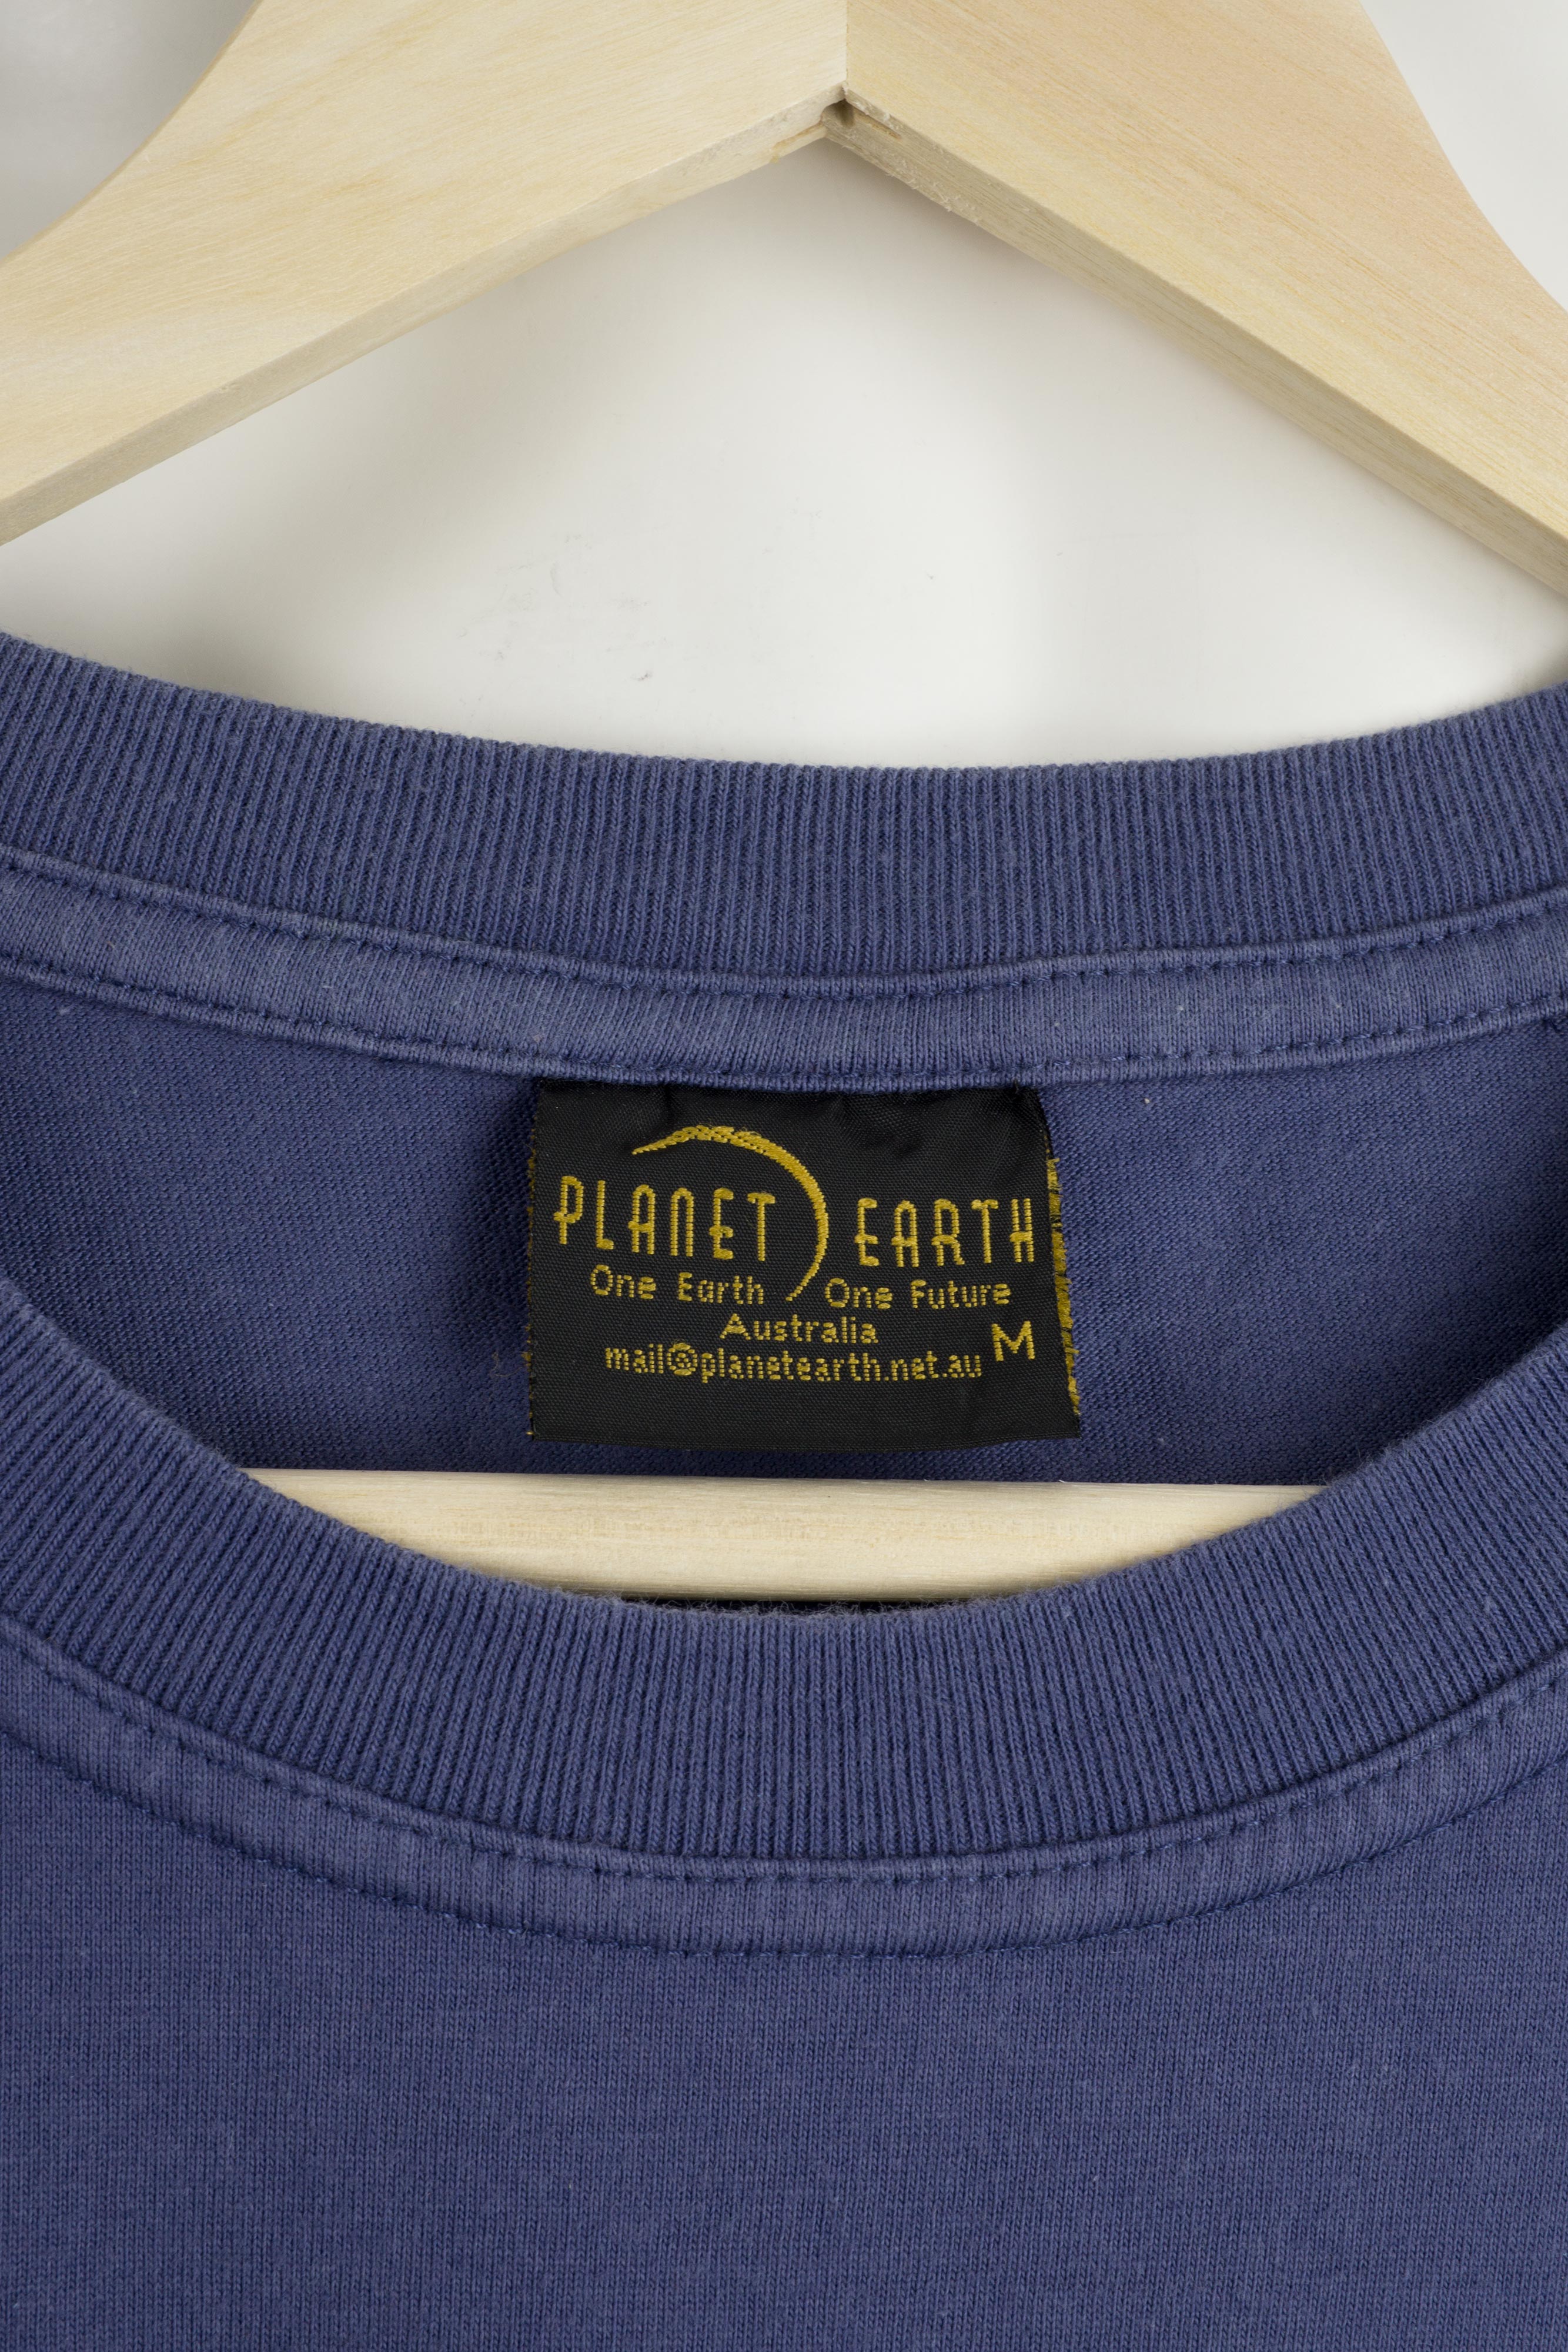 PLANET EARTH
One Earth One Future
Australia
M
mail@planetearth.net.au